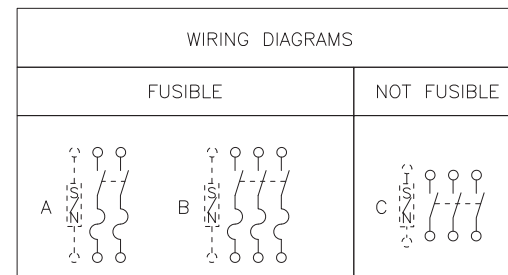 WIRING DIAGRAMS
FUSIBLE
NOT FUSIBLE
A S/N
B S/N
C S/N